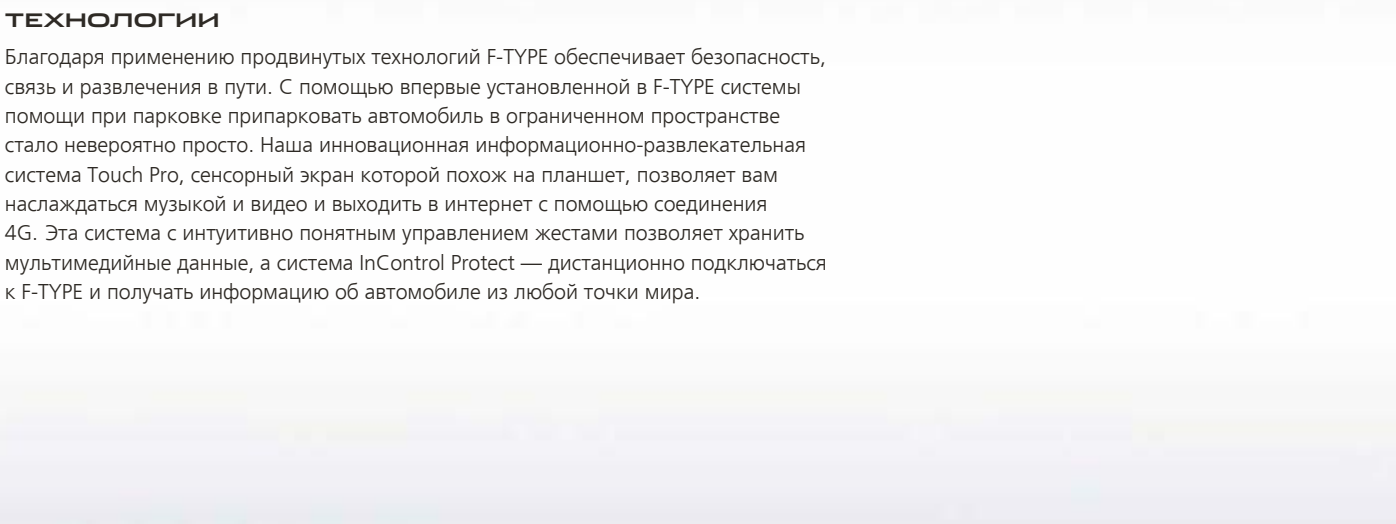 ТЕХНОЛОГИИ
Благодаря применению продвинутых технологий F-TYPE обеспечивает безопасность,
связь и развлечения в пути. С помощью впервые установленной в F-TYPE системы
помощи при парковке припарковать автомобиль в ограниченном пространстве
стало невероятно просто. Наша инновационная информационно-развлекательная
система Touch Pro, сенсорный экран которой похож на планшет, позволяет вам
наслаждаться музыкой и видео и выходить в интернет с помощью соединения
4G. Эта система с интуитивно понятным управлением жестами позволяет хранить
мультимедийные данные, а система InControl Protect — дистанционно подключаться
к F-TYPE и получать информацию об автомобиле из любой точки мира.